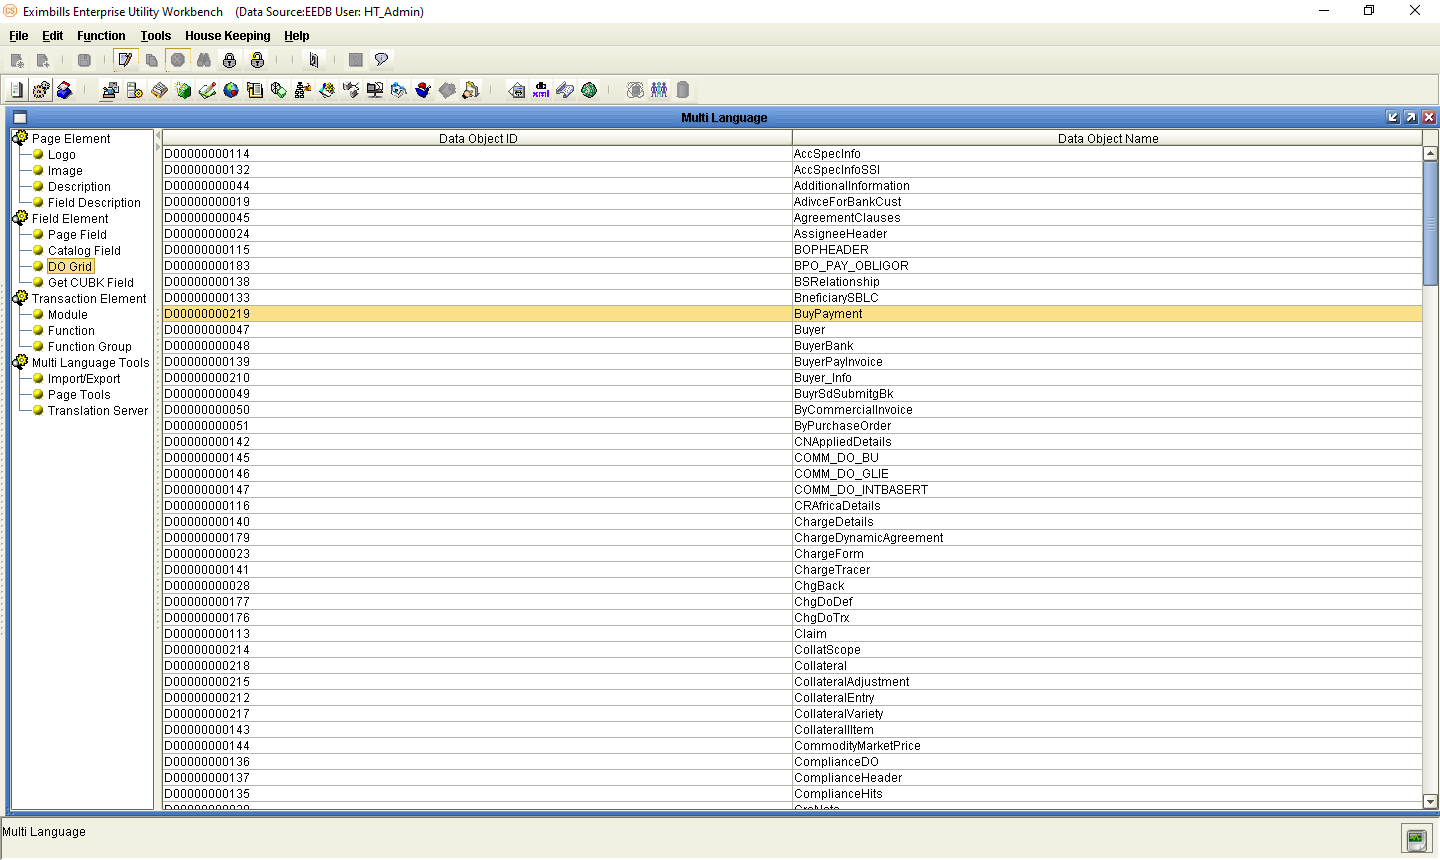 Eximbills Enterprise Utility Workbench (Data Source:EEDB User: HT_Admin)
File Edit Function Tools House Keeping Help
Multi Language
Page Element
Logo
Image
Description
Field Description
Field Element
Page Field
Catalog Field
DO Grid
Get CUBK Field
Transaction Element
Module
Function
Function Group
Multi Language Tools
Import/Export
Page Tools
Translation Server
Data Object ID Data Object Name
D00000000114 AccSpecInfo
D00000000132 AccSpecInfoSSI
D00000000044 AdditionalInformation
D00000000019 AdivceForBankCust
D00000000045 AgreementClauses
D00000000024 AssigneeHeader
D00000000115 BOPHEADER
D00000000183 BPO_PAY_OBLIGOR
D00000000138 BSRelationship
D00000000133 BneficiarySBLC
D00000000219 BuyPayment
D00000000047 Buyer
D00000000048 BuyerBank
D00000000139 BuyerPayInvoice
D00000000210 Buyer_Info
D00000000049 BuyrSdSubmitgBk
D00000000050 ByCommercialInvoice
D00000000051 ByPurchaseOrder
D00000000142 CNAppliedDetails
D00000000145 COMM_DO_BU
D00000000146 COMM_DO_GLIE
D00000000147 COMM_DO_INTBASERT
D00000000116 CRAfricaDetails
D00000000140 ChargeDetails
D00000000179 ChargeDynamicAgreement
D00000000023 ChargeForm
D00000000141 ChargeTracer
D00000000028 ChgBack
D00000000177 ChgDoDef
D00000000176 ChgDoTrx
D00000000113 Claim
D00000000214 CollatScope
D00000000218 Collateral
D00000000215 CollateralAdjustment
D00000000212 CollateralEntry
D00000000217 CollateralVariety
D00000000143 CollateralItem
D00000000144 CommodityMarketPrice
D00000000136 ComplianceDO
D00000000137 ComplianceHeader
D00000000135 ComplianceHits
Multi Language